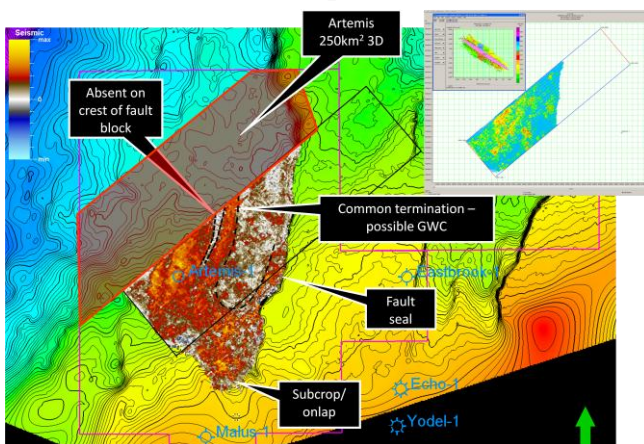 Seismic
max
0
min
Artemis
250km² 3D
Absent on
crest of fault
block
Common termination –
possible GWC
Artemis-1
Eastbrook-1
Fault
seal
Subcrop/
onlap
Echo-1
Yodel-1
Malus-1